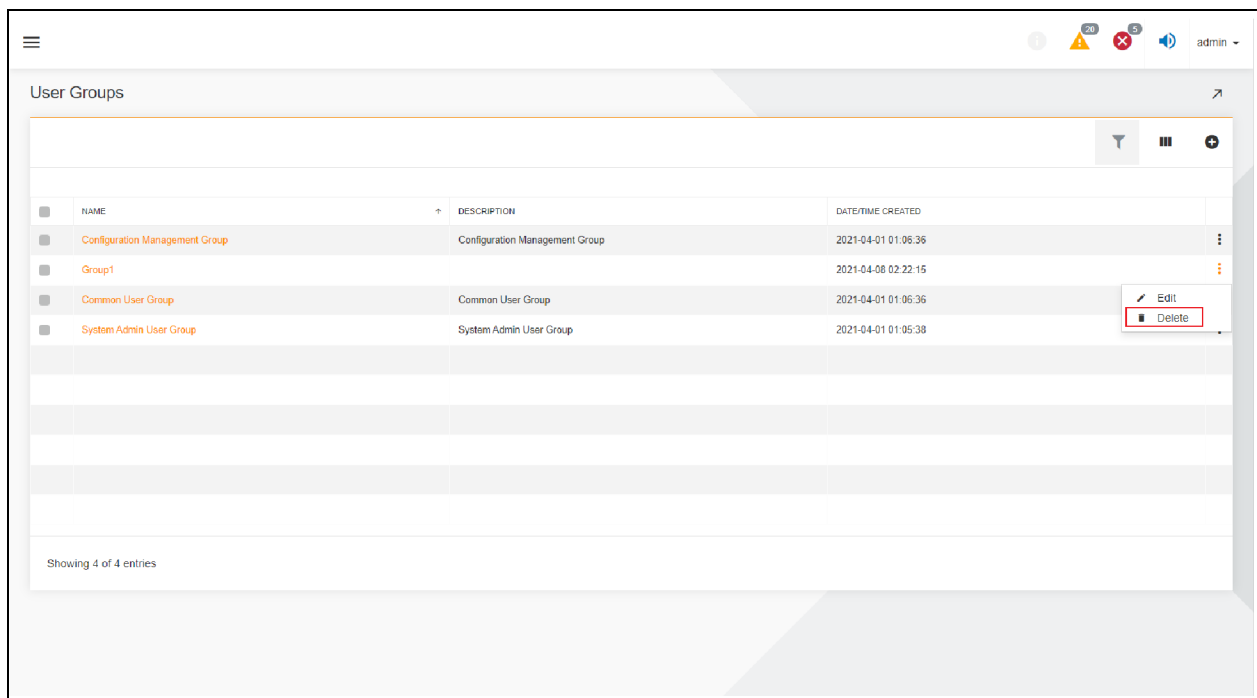 20
5
admin
User Groups
NAME DESCRIPTION DATE/TIME CREATED
Configuration Management Group Configuration Management Group 2021-04-01 01:06:36
Group1 2021-04-08 02:22:15
Common User Group Common User Group 2021-04-01 01:06:36
Edit
System Admin User Group System Admin User Group 2021-04-01 01:05:38
Delete
Showing 4 of 4 entries